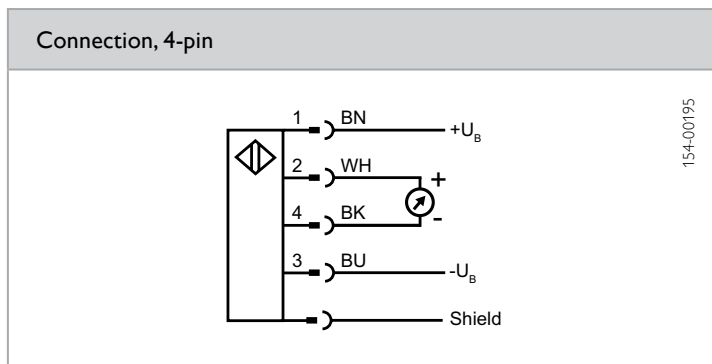 Connection, 4-pin
1 BN +U_B
2 WH +
4 BK -
3 BU -U_B
Shield
154-00195